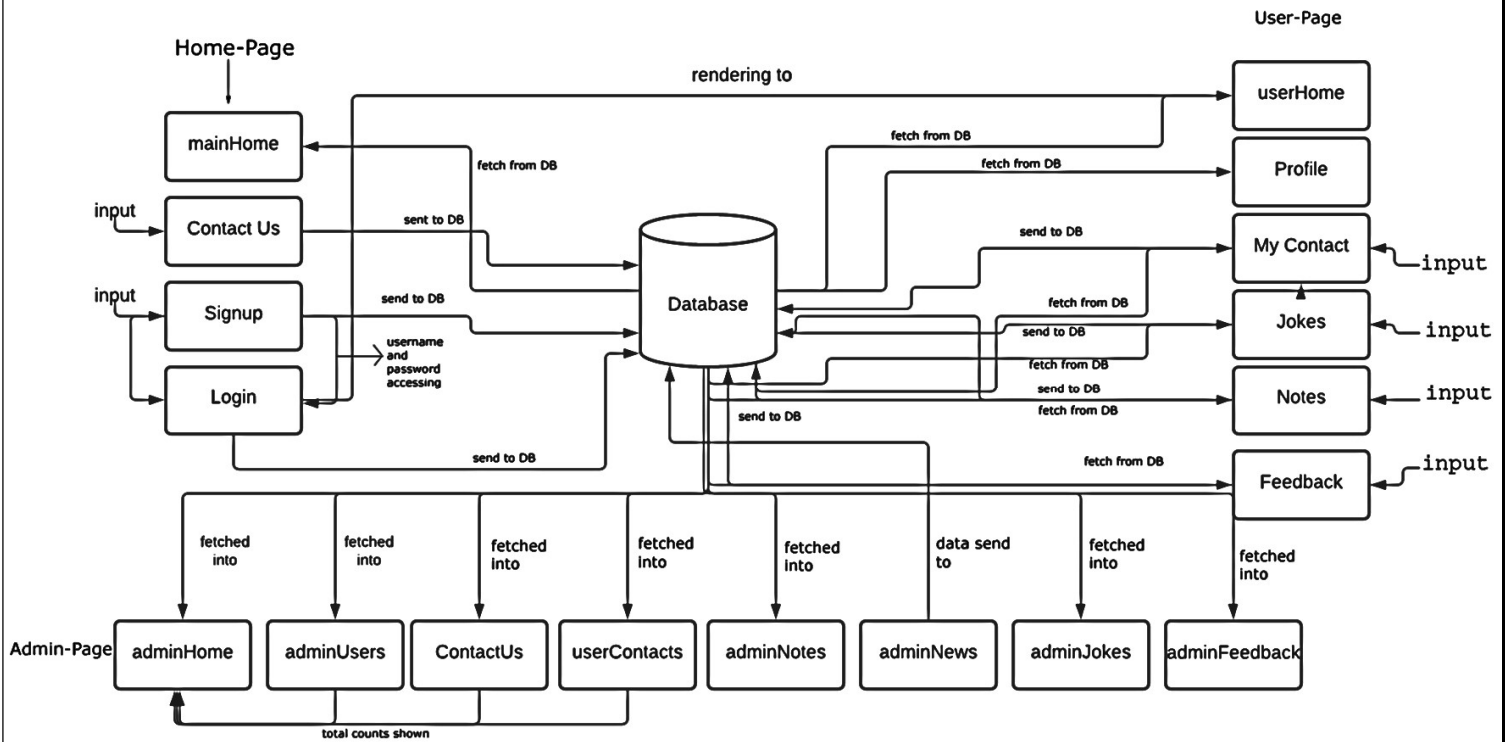 User-Page
Home-Page
rendering to
userHome
mainHome
fetch from DB
fetch from DB
fetch from DB
Profile
input
Contact Us
sent to DB
send to DB
My Contact
input
Database
input
Signup
send to DB
fetch from DB
send to DB
Jokes
input
username
and
password
accessing
fetch from DB
Login
send to DB
fetch from DB
Notes
input
send to DB
send to DB
fetch from DB
Feedback
input
fetched
into
fetched
into
fetched
into
fetched
into
fetched
into
data send
to
fetched
into
fetched
into
Admin-Page
adminHome
adminUsers
ContactUs
userContacts
adminNotes
adminNews
adminJokes
adminFeedback
total counts shown